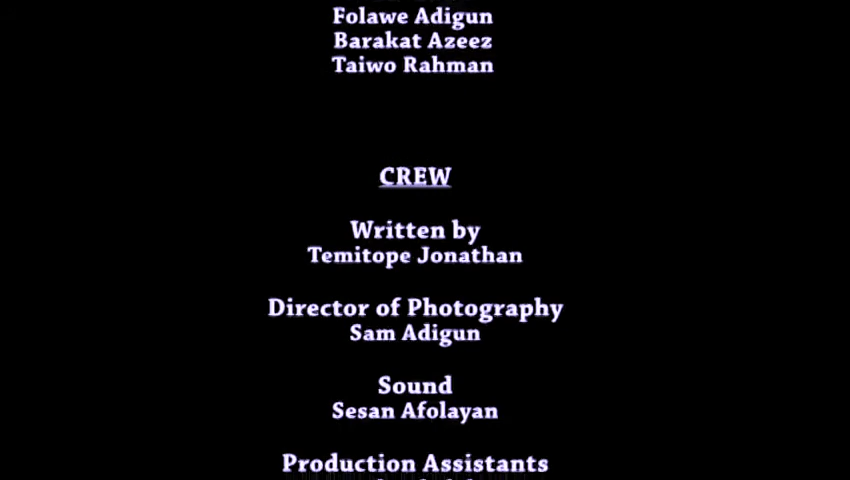 Folawe Adigun
Barakat Azeez
Taiwo Rahman
CREW
Written by
Temitope Jonathan
Director of Photography
Sam Adigun
Sound
Sesan Afolayan
Production Assistants